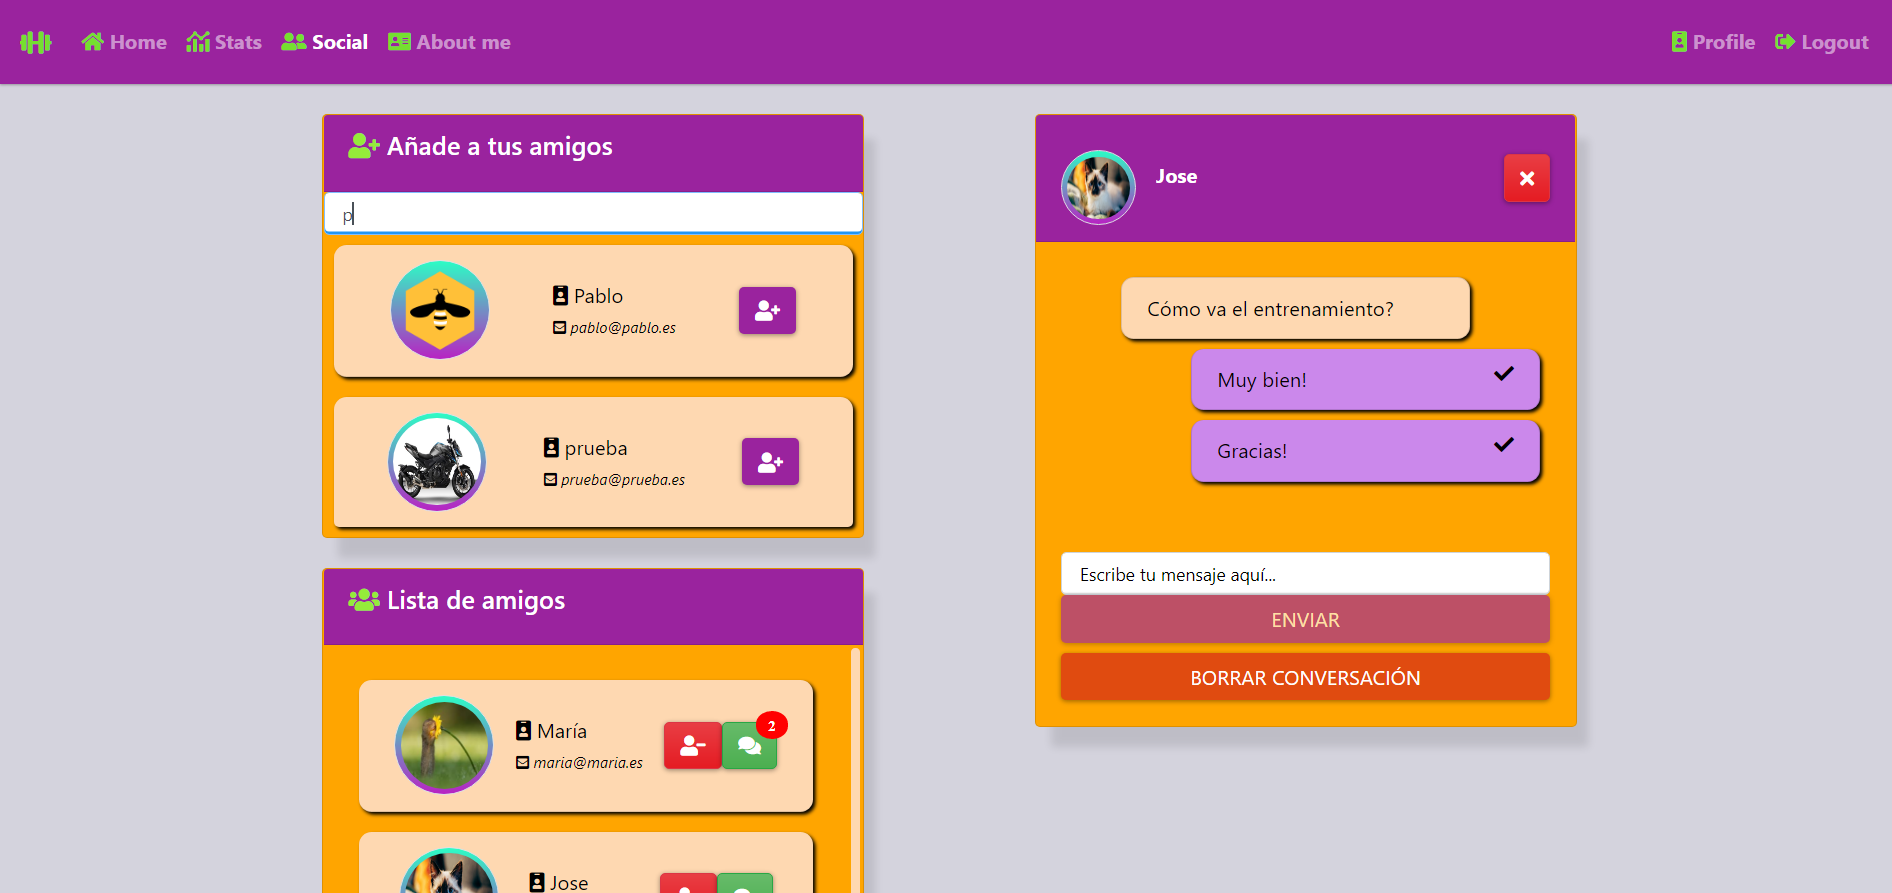 Home Stats Social About me Profile Logout
Añade a tus amigos
p
Pablo
pablo@pablo.es
prueba
prueba@prueba.es
Lista de amigos
María
maria@maria.es
2
Jose
Jose
Cómo va el entrenamiento?
Muy bien!
Gracias!
Escribe tu mensaje aquí...
ENVIAR
BORRAR CONVERSACIÓN